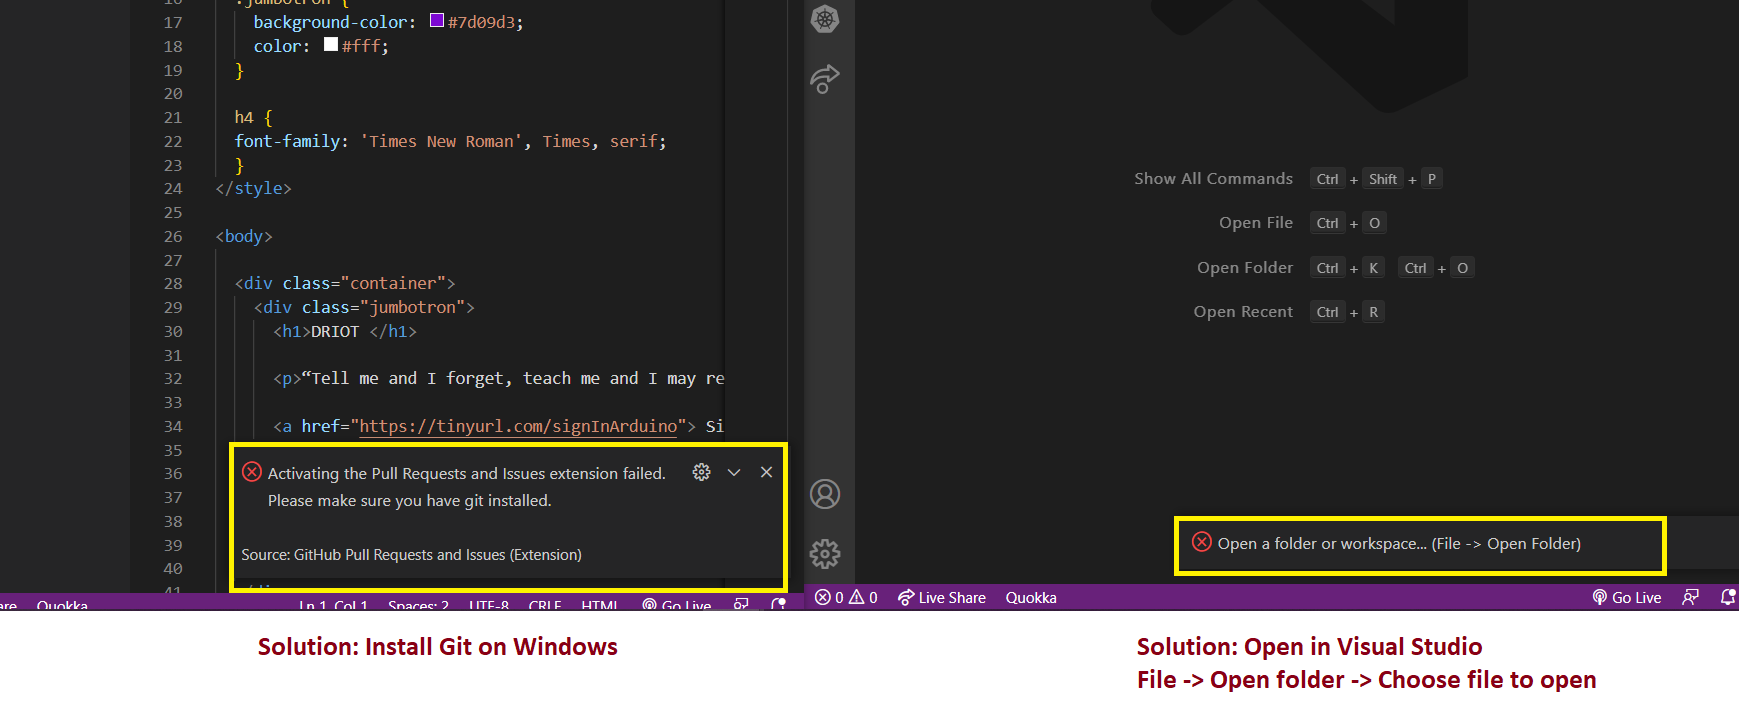 16 .jumbotron {
17 background-color: #7d09d3;
18 color: #fff;
19 }
20
21 h4 {
22 font-family: 'Times New Roman', Times, serif;
23 }
24 </style>
25
26 <body>
27
28 <div class="container">
29 <div class="jumbotron">
30 <h1>DRIOT </h1>
31
32 <p>“Tell me and I forget, teach me and I may re
33
34 <a href="https://tinyurl.com/signInArduino"> Si
35
36
37
38
39
40
41
Activating the Pull Requests and Issues extension failed.
Please make sure you have git installed.
Source: GitHub Pull Requests and Issues (Extension)
are Quokka Ln 1, Col 1 Spaces: 2 UTF-8 CRLF HTML Go Live
Show All Commands Ctrl + Shift + P
Open File Ctrl + O
Open Folder Ctrl + K Ctrl + O
Open Recent Ctrl + R
Open a folder or workspace... (File -> Open Folder)
0 0 Live Share Quokka Go Live
Solution: Install Git on Windows
Solution: Open in Visual Studio
File -> Open folder -> Choose file to open